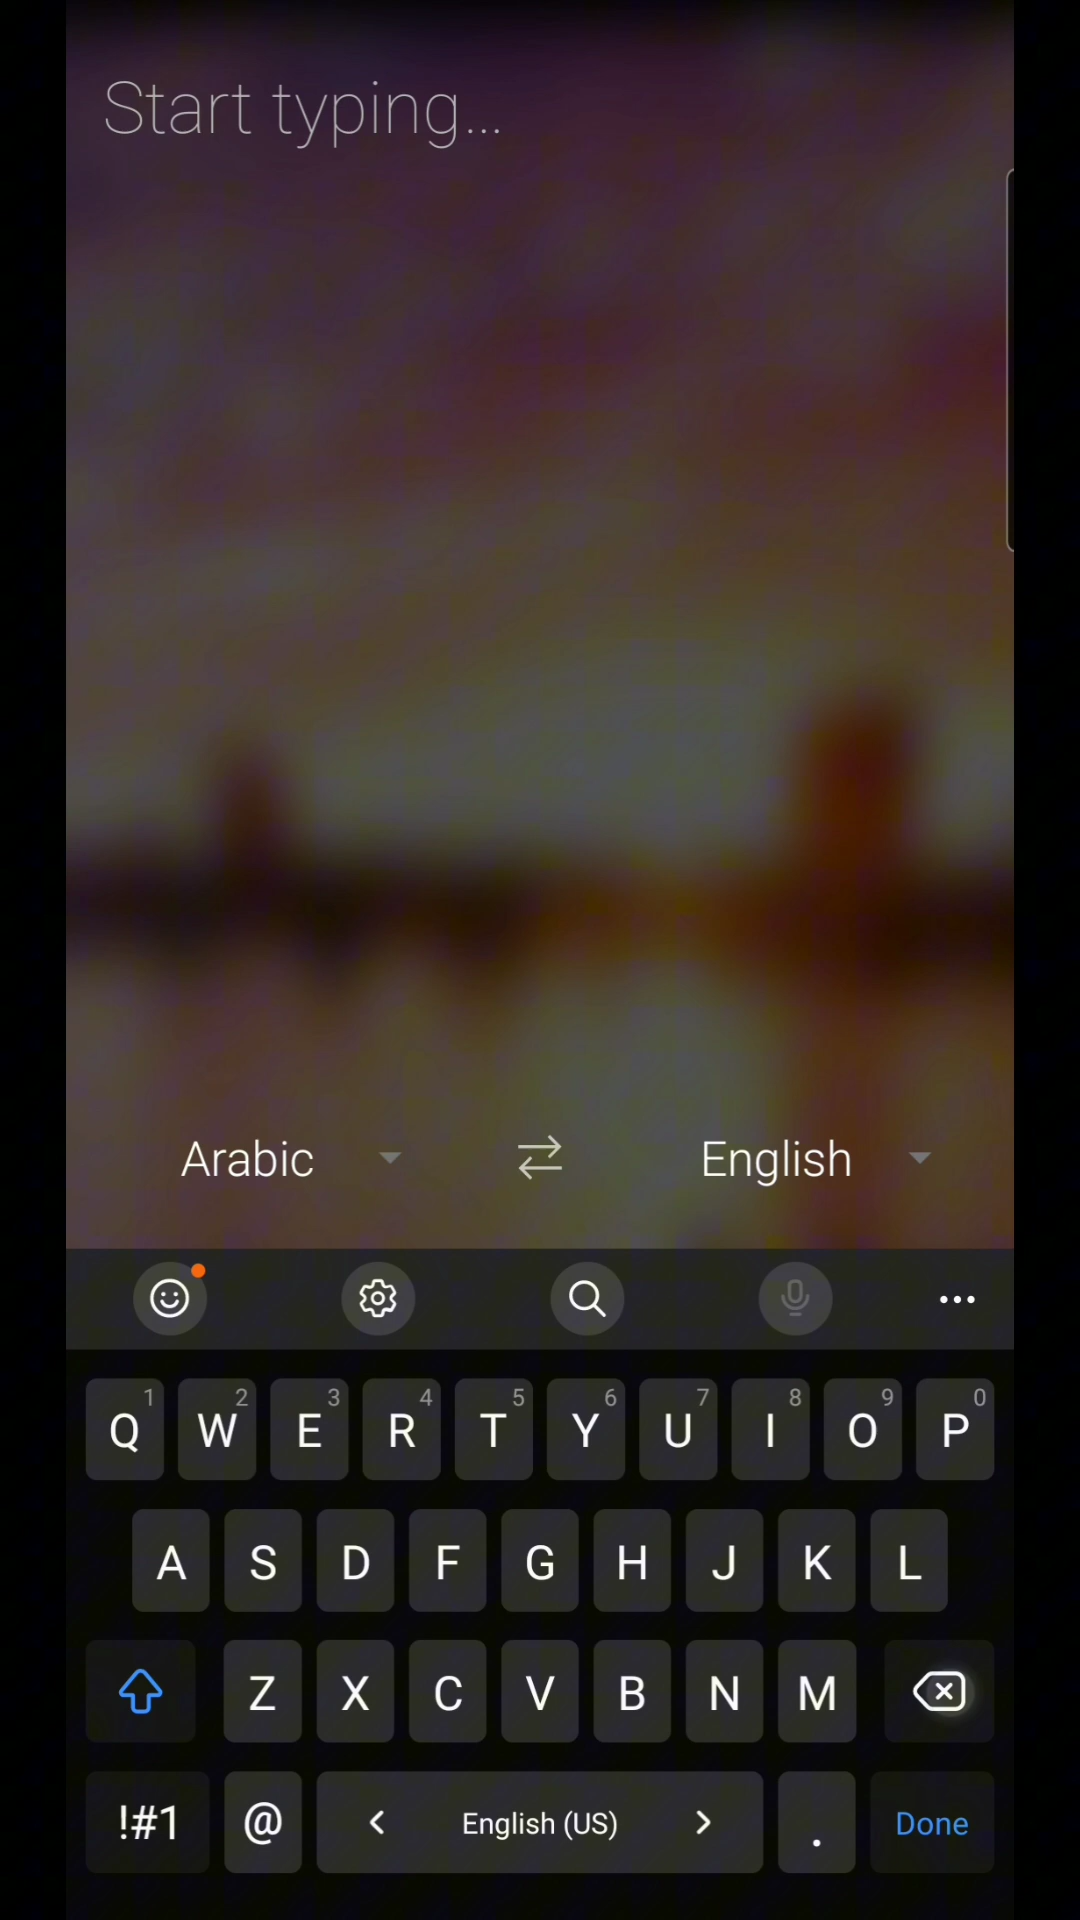 Start typing...
Arabic English
1 2 3 4 5 6 7 8 9 0
Q W E R T Y U I O P
A S D F G H J K L
Z X C V B N M
!#1 @ < English (US) > . Done